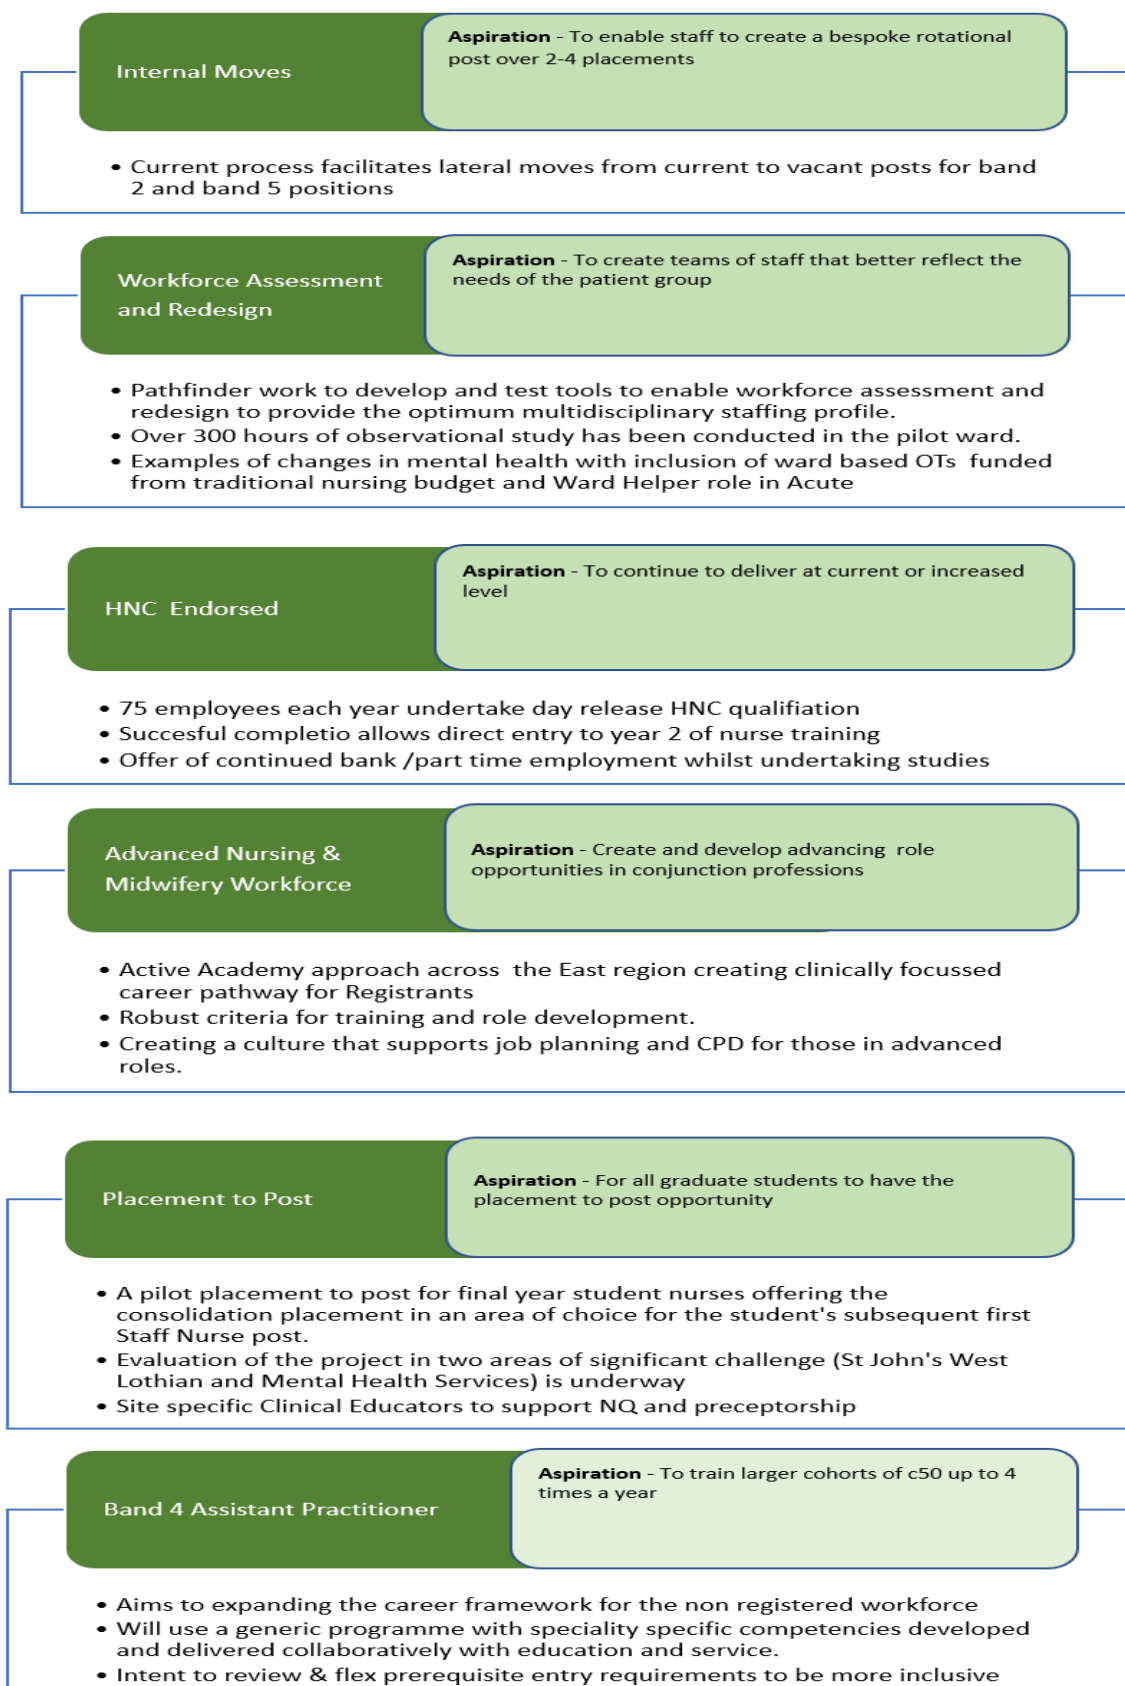 Internal Moves
Aspiration - To enable staff to create a bespoke rotational
post over 2-4 placements
• Current process facilitates lateral moves from current to vacant posts for band
2 and band 5 positions
Workforce Assessment
and Redesign
Aspiration - To create teams of staff that better reflect the
needs of the patient group
• Pathfinder work to develop and test tools to enable workforce assessment and
redesign to provide the optimum multidisciplinary staffing profile.
• Over 300 hours of observational study has been conducted in the pilot ward.
• Examples of changes in mental health with inclusion of ward based OTs funded
from traditional nursing budget and Ward Helper role in Acute
HNC Endorsed
Aspiration - To continue to deliver at current or increased
level
• 75 employees each year undertake day release HNC qualifiation
• Succesful completio allows direct entry to year 2 of nurse training
• Offer of continued bank /part time employment whilst undertaking studies
Advanced Nursing &
Midwifery Workforce
Aspiration - Create and develop advancing role
opportunities in conjunction professions
• Active Academy approach across the East region creating clinically focussed
career pathway for Registrants
• Robust criteria for training and role development.
• Creating a culture that supports job planning and CPD for those in advanced
roles.
Placement to Post
Aspiration - For all graduate students to have the
placement to post opportunity
• A pilot placement to post for final year student nurses offering the
consolidation placement in an area of choice for the student's subsequent first
Staff Nurse post.
• Evaluation of the project in two areas of significant challenge (St John's West
Lothian and Mental Health Services) is underway
• Site specific Clinical Educators to support NQ and preceptorship
Band 4 Assistant Practitioner
Aspiration - To train larger cohorts of c50 up to 4
times a year
• Aims to expanding the career framework for the non registered workforce
• Will use a generic programme with speciality specific competencies developed
and delivered collaboratively with education and service.
• Intent to review & flex prerequisite entry requirements to be more inclusive